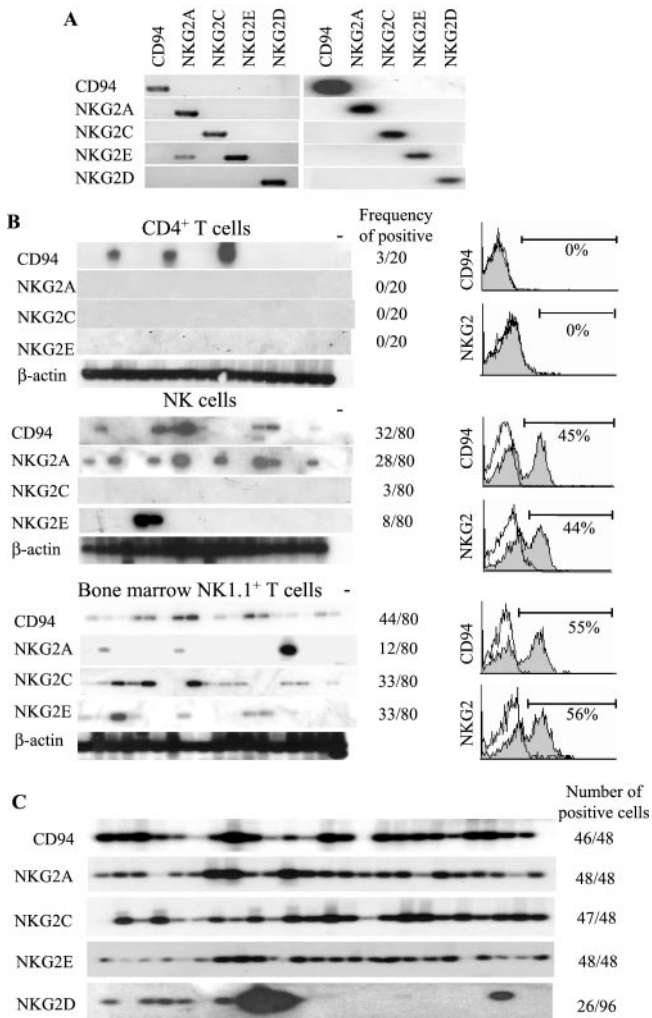 A
CD94 NKG2A NKG2C NKG2E NKG2D CD94 NKG2A NKG2C NKG2E NKG2D
CD94
NKG2A
NKG2C
NKG2E
NKG2D
B
CD4+ T cells - Frequency of positive
CD94 3/20
NKG2A 0/20
NKG2C 0/20
NKG2E 0/20
β-actin
CD94 0%
NKG2 0%
NK cells -
CD94 32/80
NKG2A 28/80
NKG2C 3/80
NKG2E 8/80
β-actin
CD94 45%
NKG2 44%
Bone marrow NK1.1+ T cells -
CD94 44/80
NKG2A 12/80
NKG2C 33/80
NKG2E 33/80
β-actin
CD94 55%
NKG2 56%
C
Number of positive cells
CD94 46/48
NKG2A 48/48
NKG2C 47/48
NKG2E 48/48
NKG2D 26/96